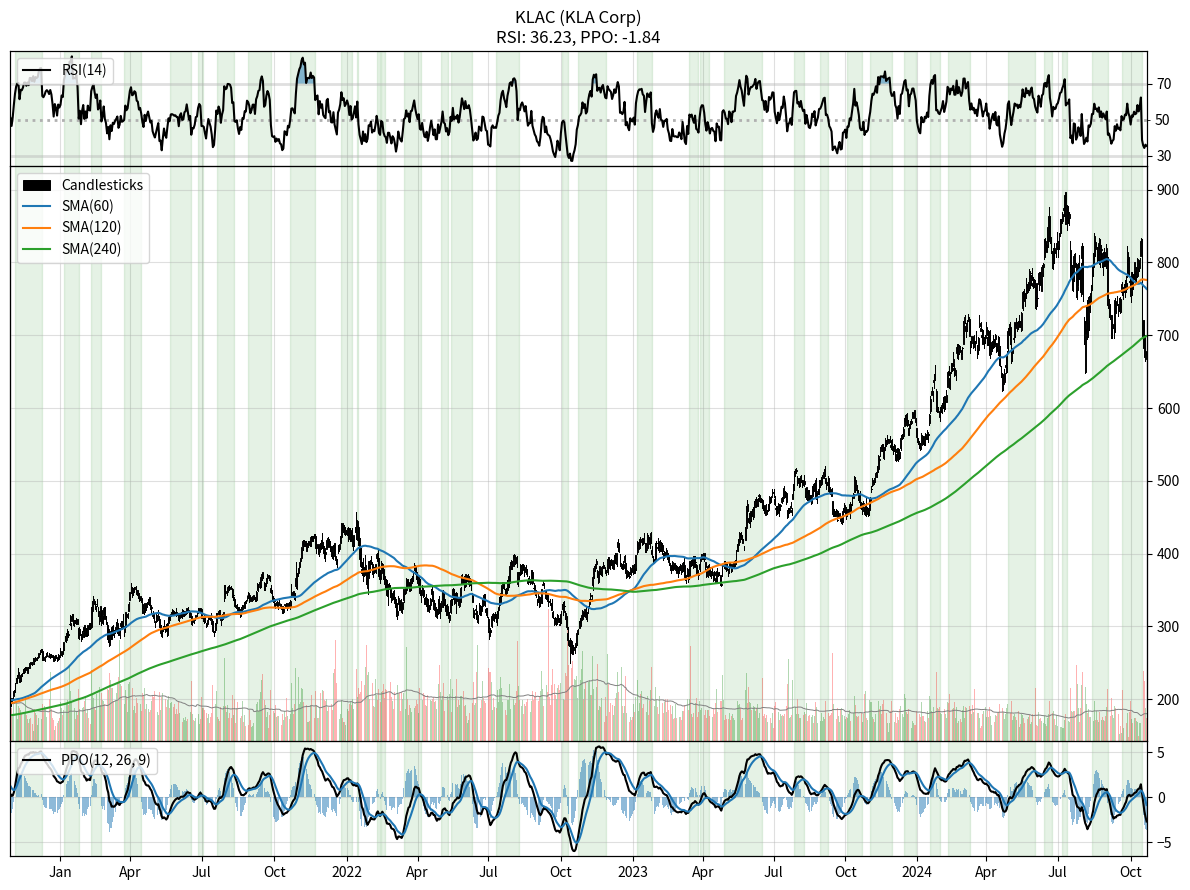 KLAC (KLA Corp)
RSI: 36.23, PPO: -1.84
RSI(14)
70
50
30
Candlesticks
SMA(60)
SMA(120)
SMA(240)
900
800
700
600
500
400
300
200
PPO(12, 26, 9)
5
0
−5
Jan Apr Jul Oct 2022 Apr Jul Oct 2023 Apr Jul Oct 2024 Apr Jul Oct